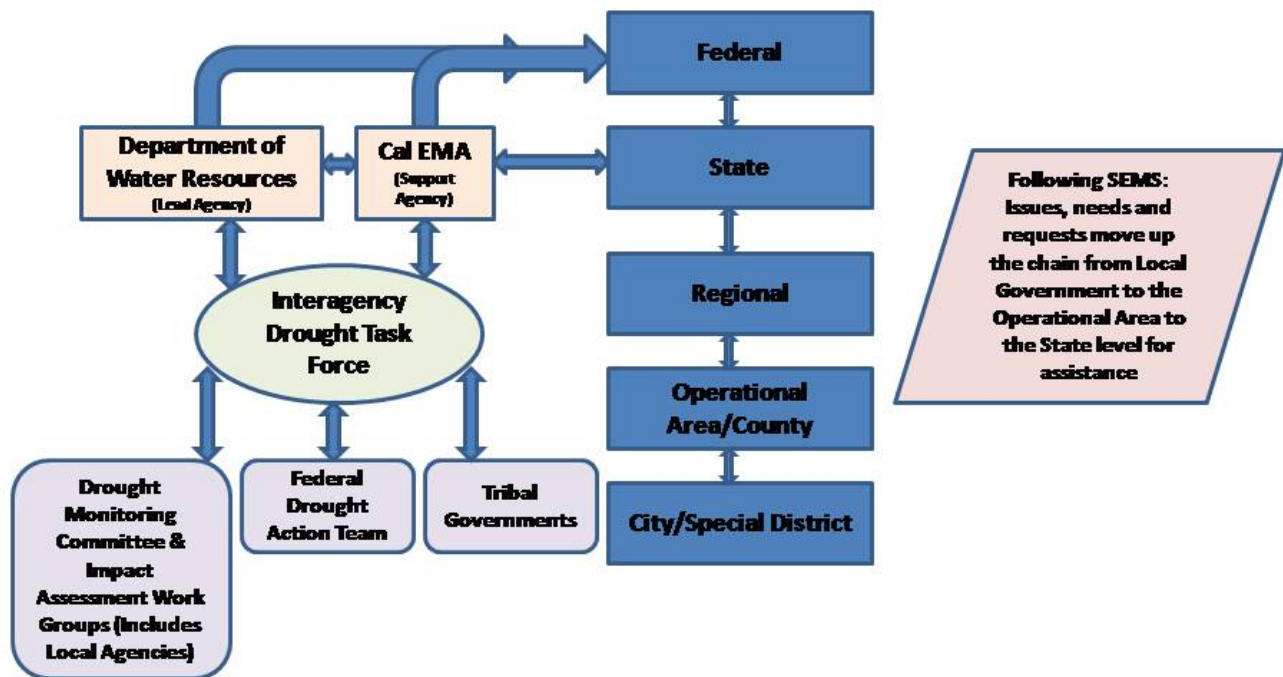 Federal
Department of
Water Resources
(Lead Agency)
Cal EMA
(Support
Agency)
State
Following SEMS:
Issues, needs and
requests move up
the chain from Local
Government to the
Operational Area to
the State level for
assistance
Interagency
Drought Task
Force
Regional
Operational
Area/County
Drought
Monitoring
Committee &
Impact
Assessment Work
Groups (Includes
Local Agencies)
Federal
Drought
Action Team
Tribal
Governments
City/Special District